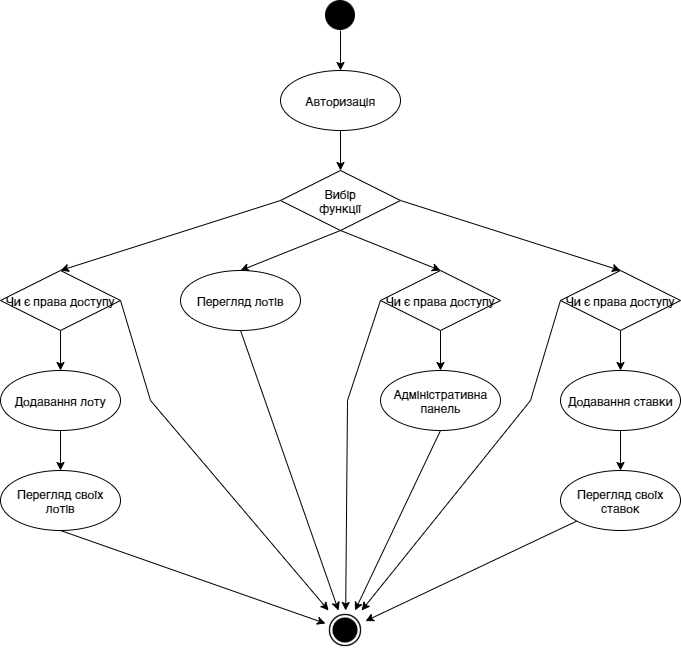 Авторизація
Вибір
функції
Чи є права доступу
Перегляд лотів
Чи є права доступу
Чи є права доступу
Додавання лоту
Адміністративна
панель
Додавання ставки
Перегляд своїх
лотів
Перегляд своїх
ставок